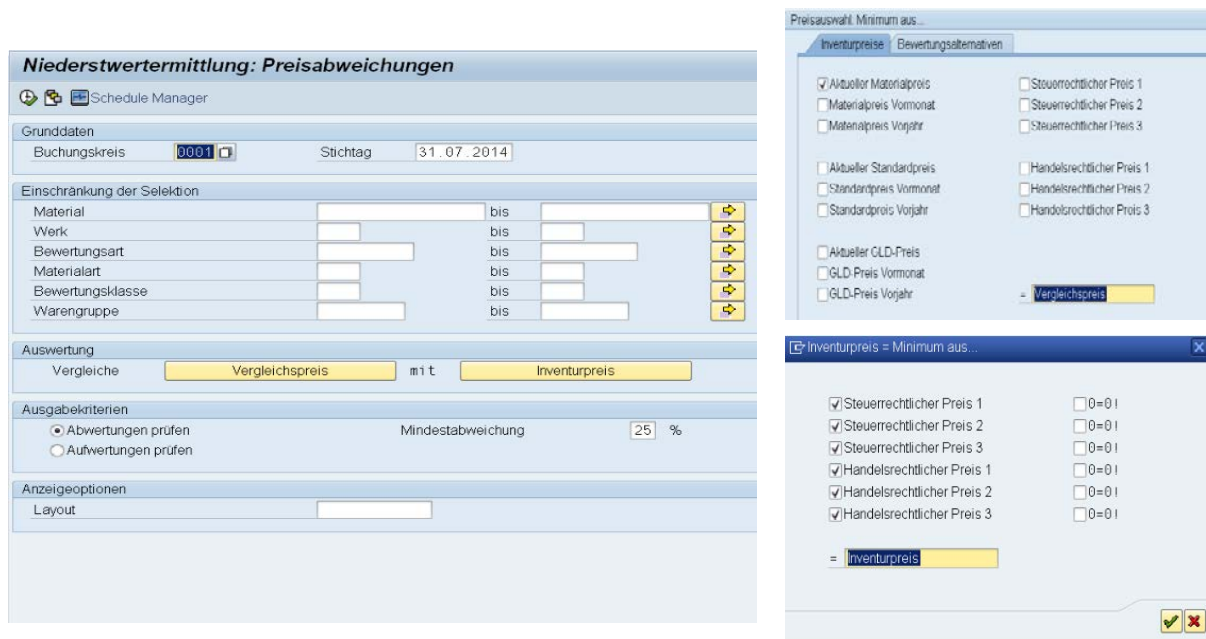 Niederstwertermittlung: Preisabweichungen
Schedule Manager
Grunddaten
Buchungskreis 0001 Stichtag 31.07.2014
Einschränkung der Selektion
Material bis
Werk bis
Bewertungsart bis
Materialart bis
Bewertungsklasse bis
Warengruppe bis
Auswertung
Vergleiche Vergleichspreis mit Inventurpreis
Ausgabekriterien
Abwertungen prüfen Mindestabweichung 25 %
Aufwertungen prüfen
Anzeigeoptionen
Layout
Preisauswahl. Minimum aus...
Inventurpreise Bewertungsalternativen
Aktueller Materialpreis Steuerrechtlicher Preis 1
Materialpreis Vormonat Steuerrechtlicher Preis 2
Materialpreis Vorjahr Steuerrechtlicher Preis 3
Aktueller Standardpreis Handelsrechtlicher Preis 1
Standardpreis Vormonat Handelsrechtlicher Preis 2
Standardpreis Vorjahr Handelsrechtlicher Preis 3
Aktueller GLD-Preis
GLD-Preis Vormonat
GLD-Preis Vorjahr = Vergleichspreis
Inventurpreis = Minimum aus...
Steuerrechtlicher Preis 1 0=0!
Steuerrechtlicher Preis 2 0=0!
Steuerrechtlicher Preis 3 0=0!
Handelsrechtlicher Preis 1 0=0!
Handelsrechtlicher Preis 2 0=0!
Handelsrechtlicher Preis 3 0=0!
= Inventurpreis